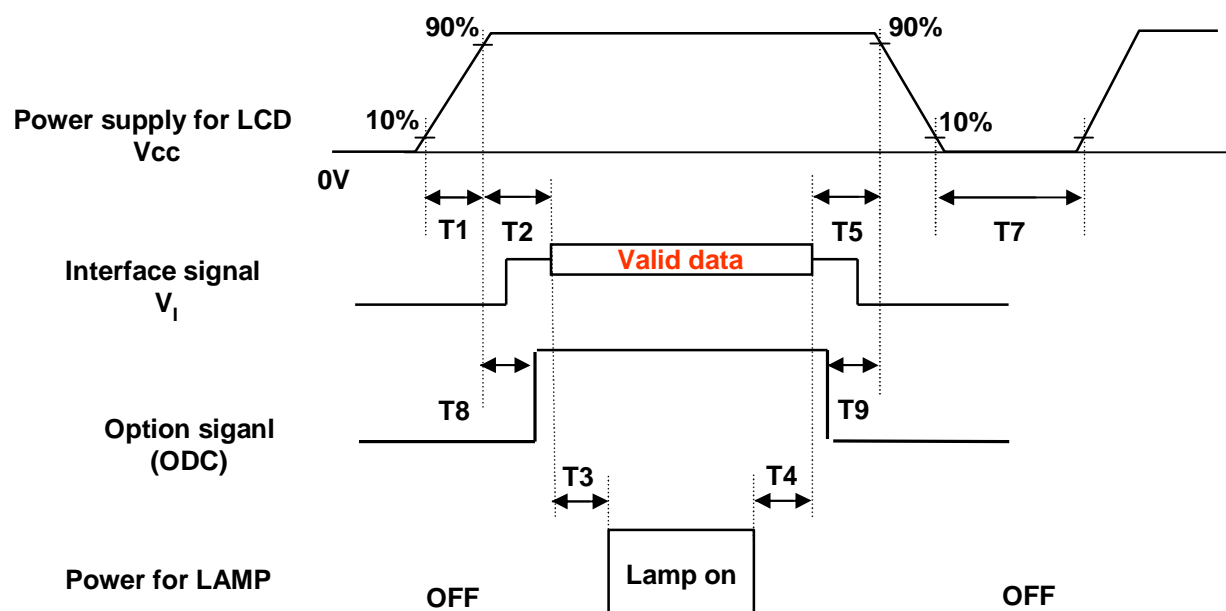 90%
90%
Power supply for LCD
Vcc
10%
10%
0V
T1
T2
T5
T7
Interface signal
VI
Valid data
T8
T9
Option siganl
(ODC)
T3
T4
Power for LAMP
OFF
Lamp on
OFF